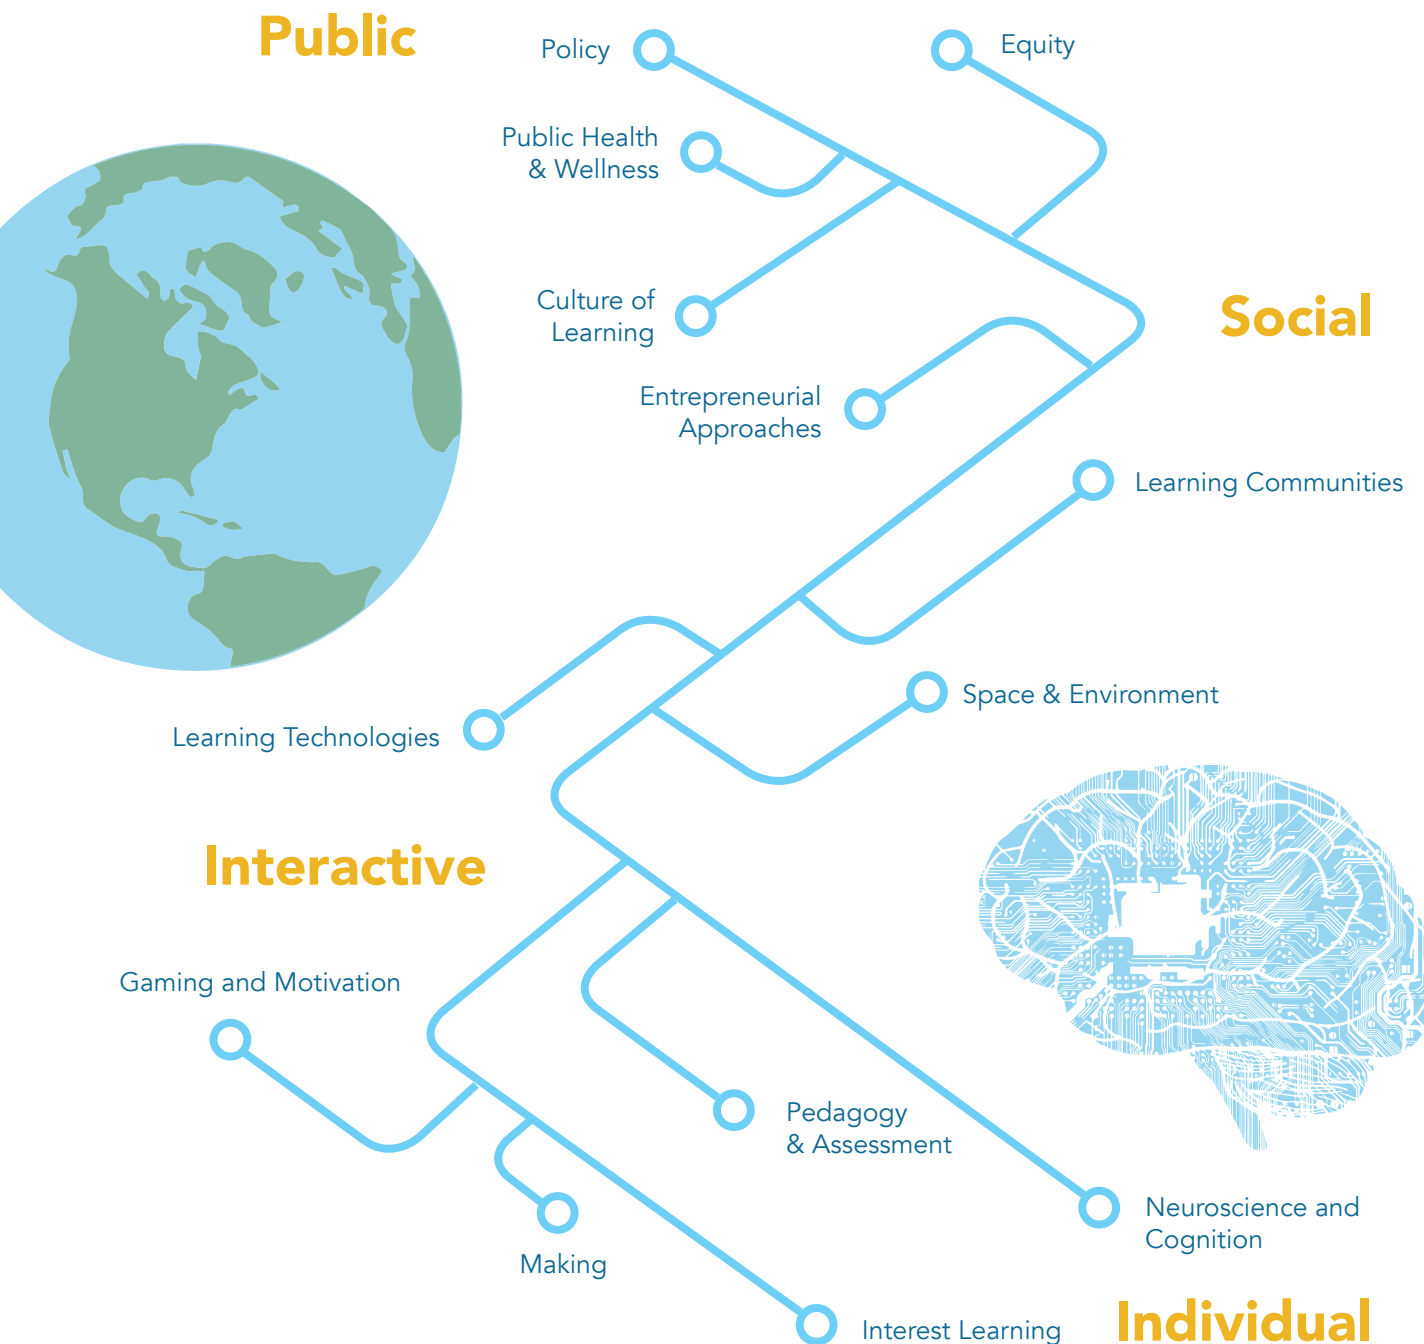 Public
Policy
Equity
Public Health
& Wellness
Culture of
Learning
Social
Entrepreneurial
Approaches
Learning Communities
Space & Environment
Learning Technologies
Interactive
Gaming and Motivation
Pedagogy
& Assessment
Neuroscience and
Cognition
Making
Interest Learning
Individual